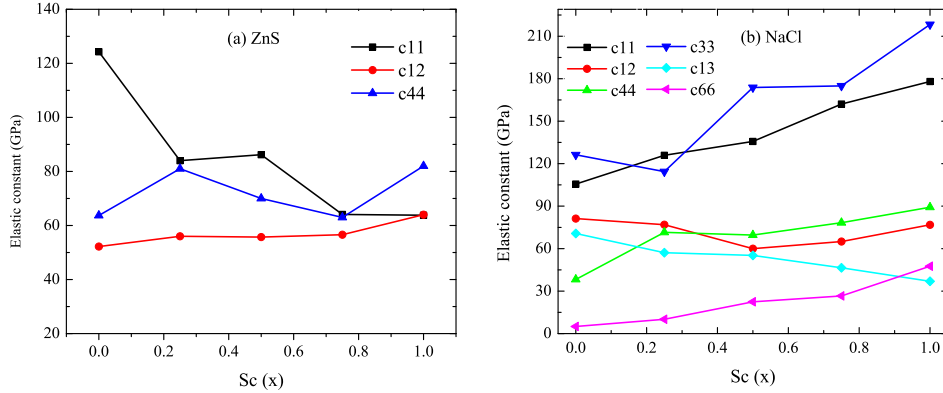 (a) ZnS
c11
c12
c44
140
120
100
80
60
40
20
0.0 0.2 0.4 0.6 0.8 1.0
Elastic constant (GPa)
Sc (x)
(b) NaCl
c11 c33
c12 c13
c44 c66
210
180
150
120
90
60
30
0
0.0 0.2 0.4 0.6 0.8 1.0
Elastic constant (GPa)
Sc (x)